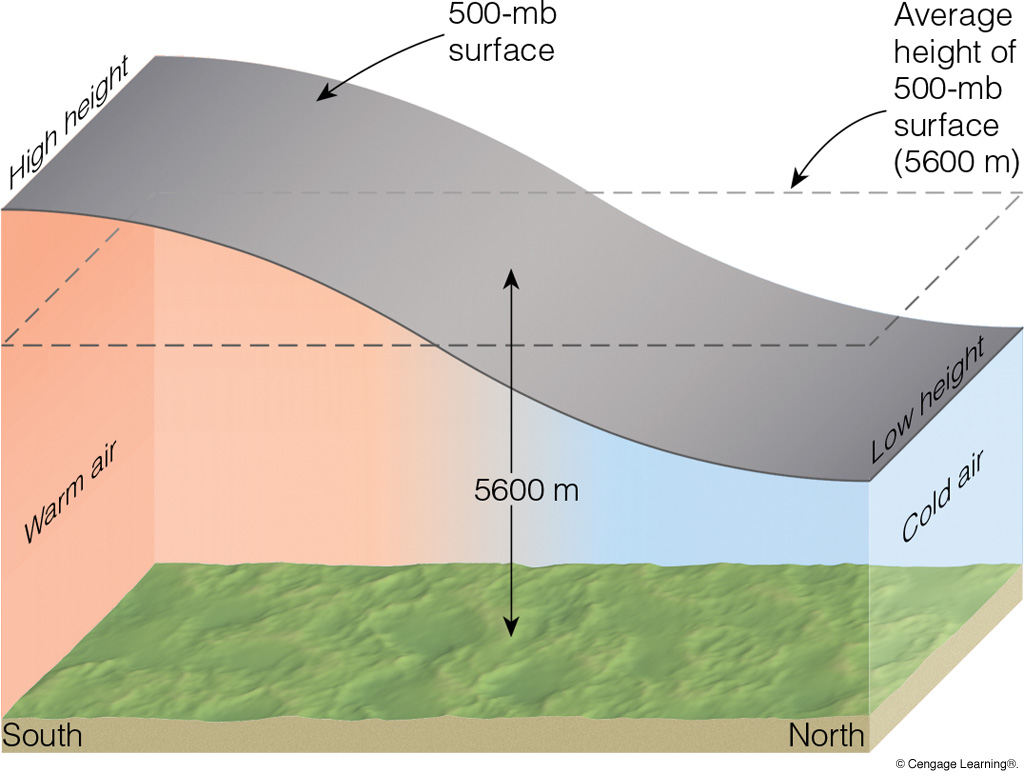 500-mb
surface
Average
height of
500-mb
surface
(5600 m)
High height
Low height
Warm air
5600 m
Cold air
South
North
© Cengage Learning®.